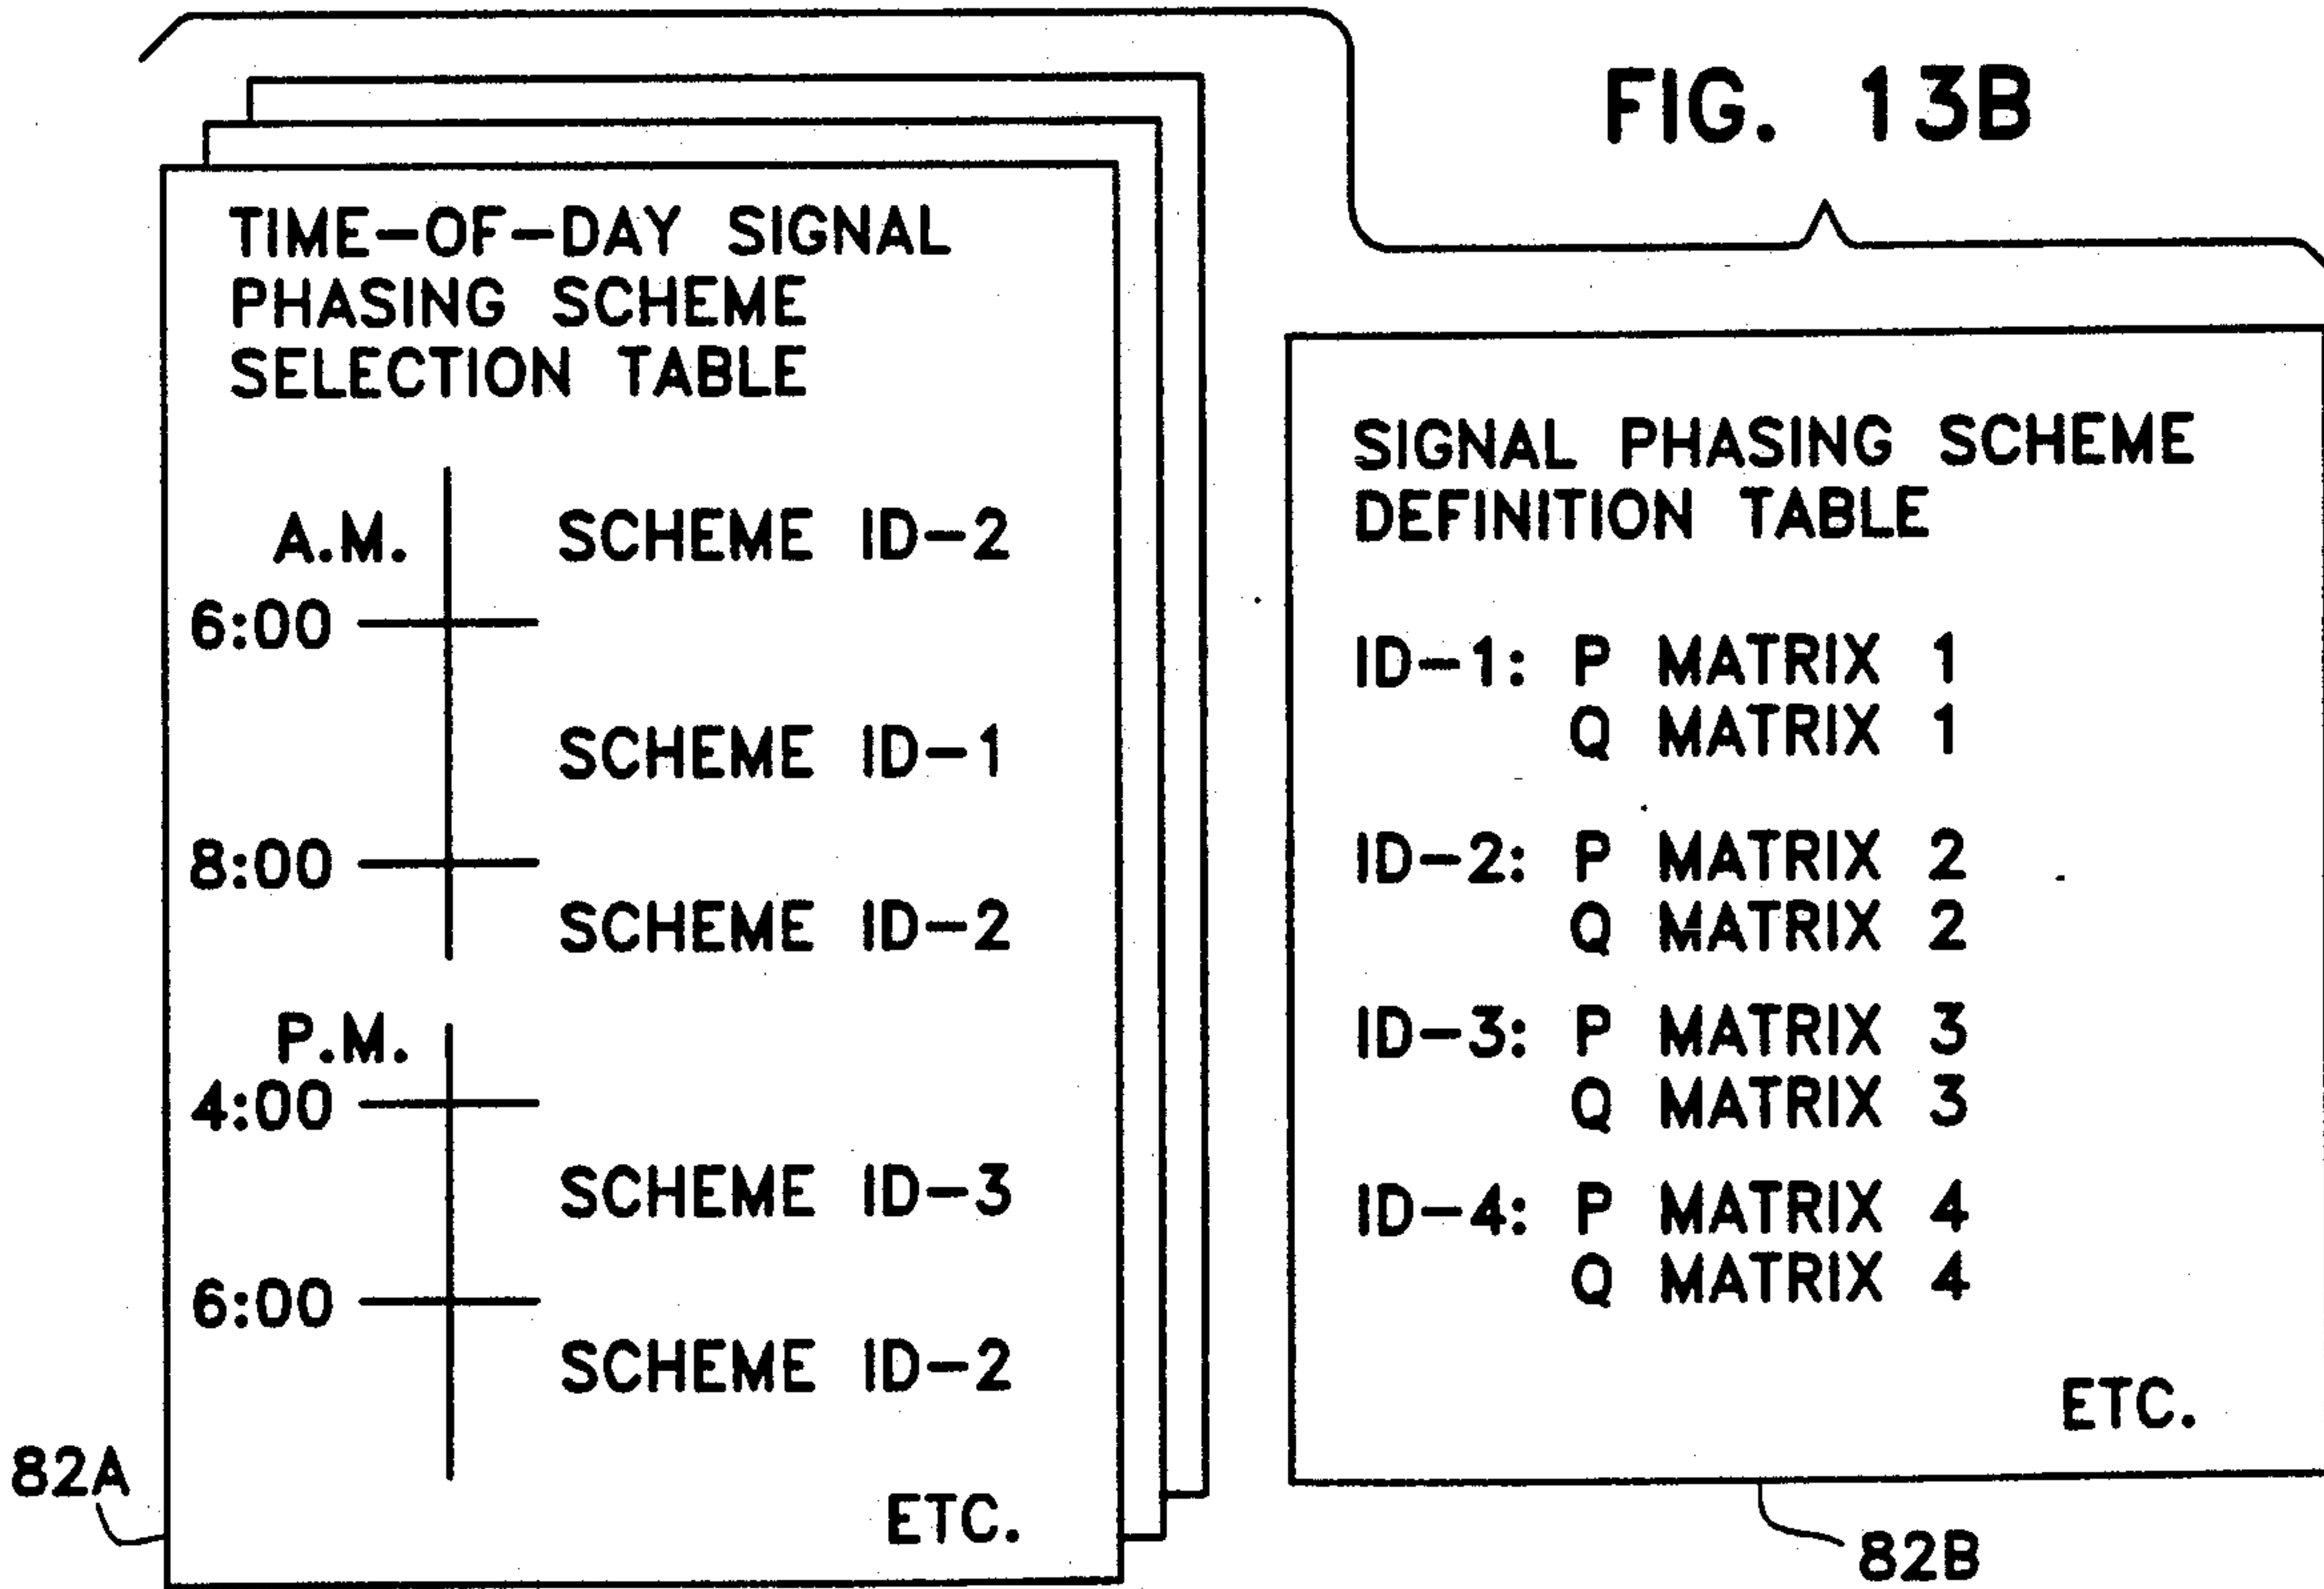 FIG. 13B
TIME-OF-DAY SIGNAL
PHASING SCHEME
SELECTION TABLE
A.M.
SCHEME ID-2
6:00
SCHEME ID-1
8:00
SCHEME ID-2
P.M.
4:00
SCHEME ID-3
6:00
SCHEME ID-2
ETC.
82A
SIGNAL PHASING SCHEME
DEFINITION TABLE
ID-1: P MATRIX 1
Q MATRIX 1
ID-2: P MATRIX 2
Q MATRIX 2
ID-3: P MATRIX 3
Q MATRIX 3
ID-4: P MATRIX 4
Q MATRIX 4
ETC.
82B